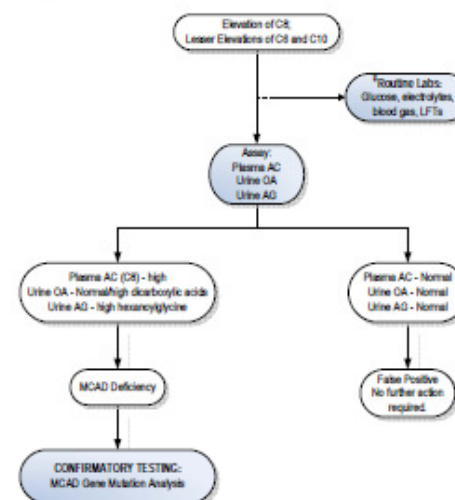 Elevation of C8;
Lesser Elevations of C6 and C10
Routine Labs:
Glucose, electrolytes,
blood gas, LFTs
Assay:
Plasma AC
Urine OA
Urine AG
Plasma AC (C8) - high
Urine OA - Normal/high dicarboxylic acids
Urine AG - high hexanoylglycine
Plasma AC - Normal
Urine OA - Normal
Urine AG - Normal
MCAD Deficiency
False Positive
No further action
required.
CONFIRMATORY TESTING:
MCAD Gene Mutation Analysis